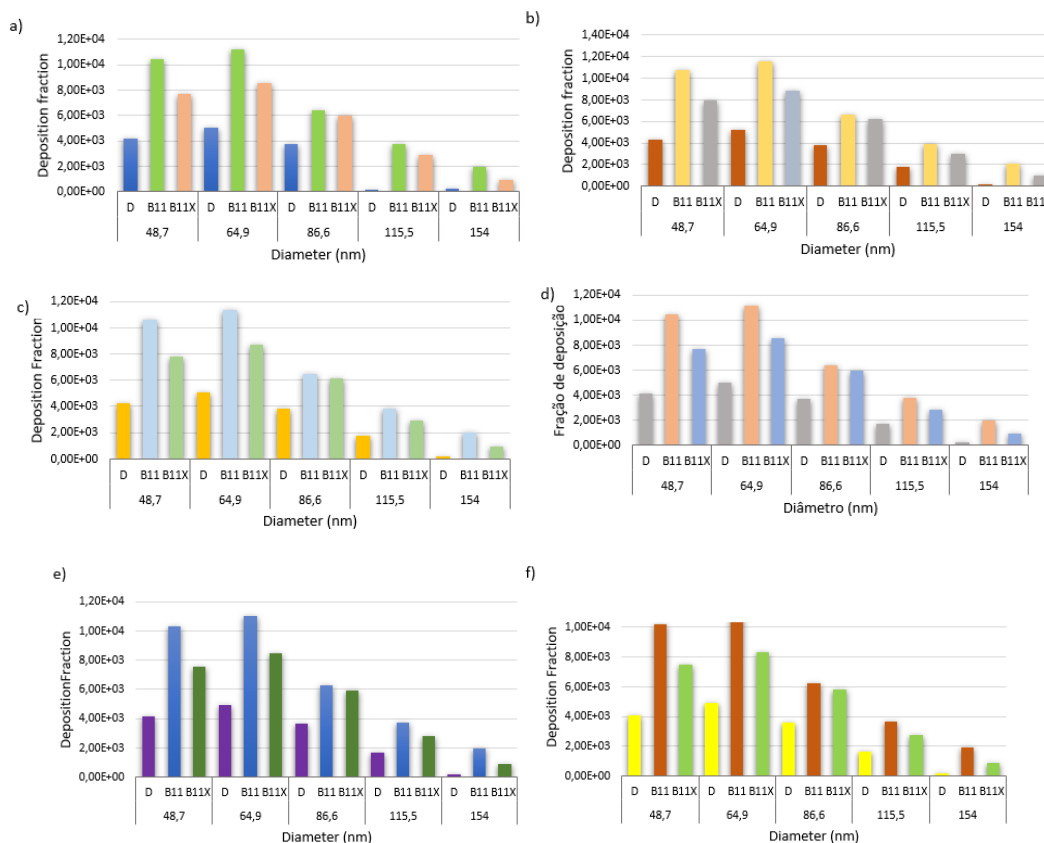 a)
Deposition fraction
1,20E+04
1,00E+04
8,00E+03
6,00E+03
4,00E+03
2,00E+03
0,00E+00
D B11 B11X D B11 B11X D B11 B11X D B11 B11X D B11 B11X
48,7 64,9 86,6 115,5 154
Diameter (nm)
b)
Deposition fraction
1,40E+04
1,20E+04
1,00E+04
8,00E+03
6,00E+03
4,00E+03
2,00E+03
0,00E+00
D B11 B11X D B11 B11X D B11 B11X D B11 B11X D B11 B11
48,7 64,9 86,6 115,5 154
Diameter (nm)
c)
Deposition Fraction
1,20E+04
1,00E+04
8,00E+03
6,00E+03
4,00E+03
2,00E+03
0,00E+00
D B11 B11X D B11 B11X D B11 B11X D B11 B11X D B11 B11X
48,7 64,9 86,6 115,5 154
Diameter (nm)
d)
Fração de deposição
1,20E+04
1,00E+04
8,00E+03
6,00E+03
4,00E+03
2,00E+03
0,00E+00
D B11 B11X D B11 B11X D B11 B11X D B11 B11X D B11 B11X
48,7 64,9 86,6 115,5 154
Diâmetro (nm)
e)
DepositionFraction
1,20E+04
1,00E+04
8,00E+03
6,00E+03
4,00E+03
2,00E+03
0,00E+00
D B11 B11X D B11 B11X D B11 B11X D B11 B11X D B11 B11X
48,7 64,9 86,6 115,5 154
Diameter (nm)
f)
Deposition Fraction
1,00E+04
8,00E+03
6,00E+03
4,00E+03
2,00E+03
0,00E+00
D B11 B11X D B11 B11X D B11 B11X D B11 B11X D B11 B11X
48,7 64,9 86,6 115,5 154
Diameter (nm)